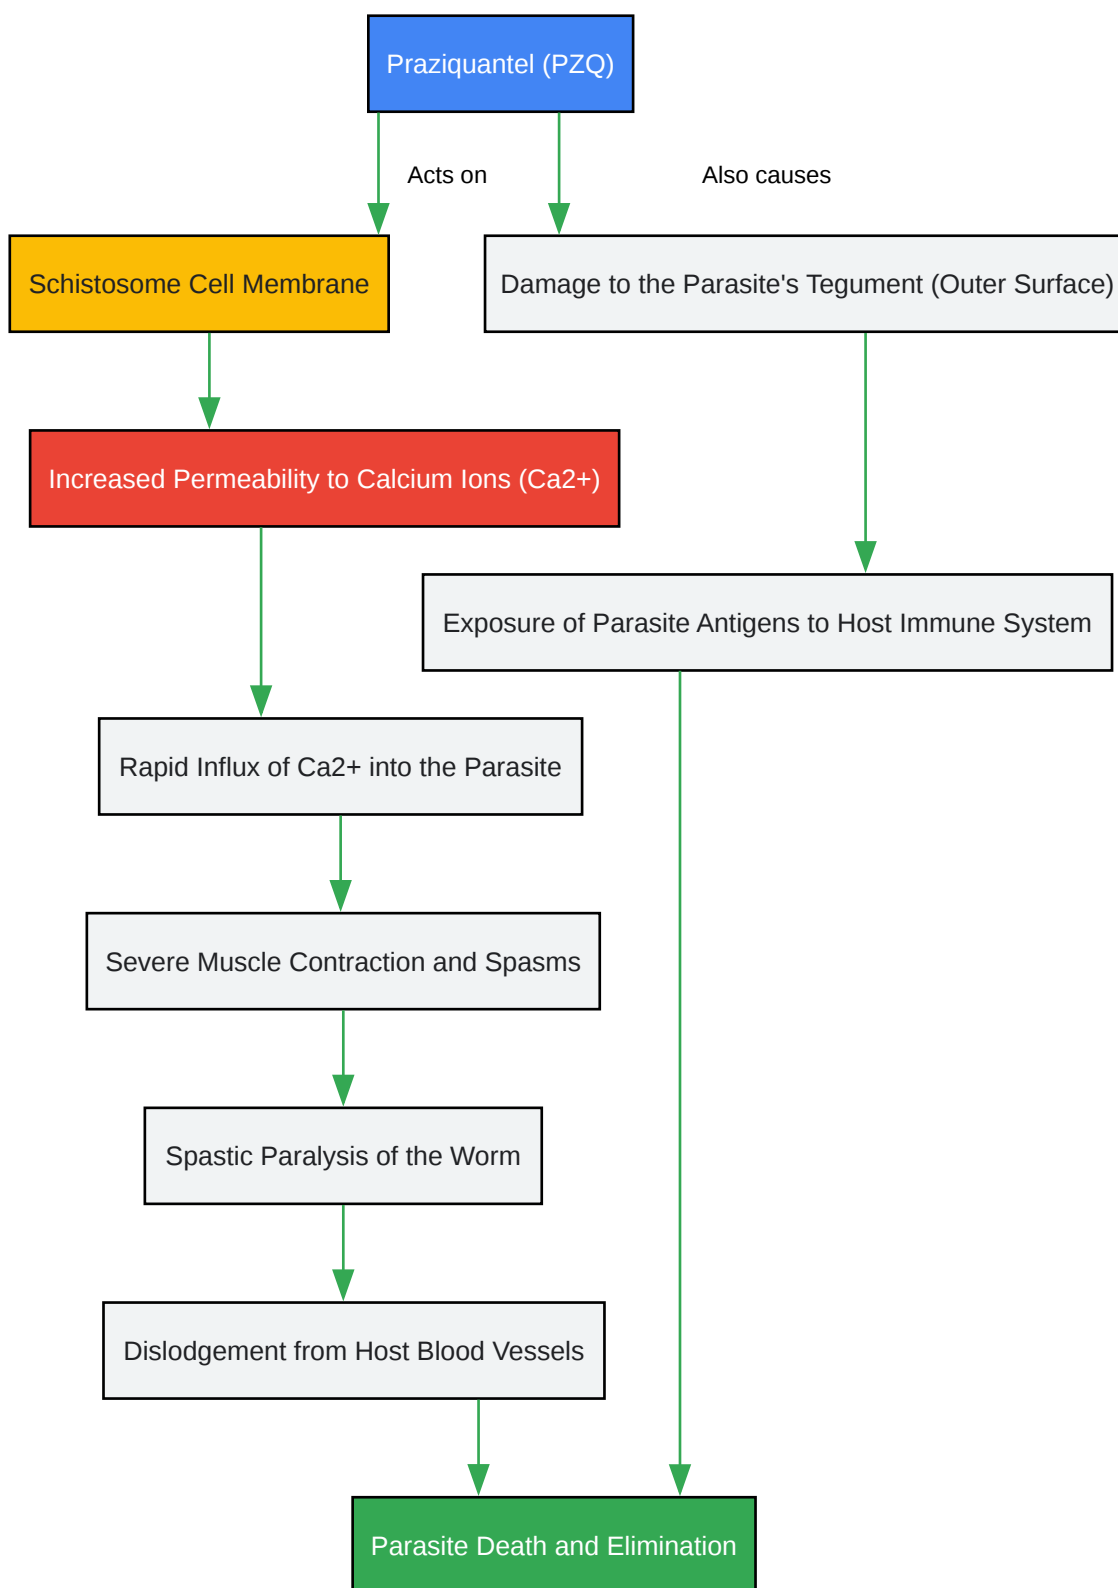 Praziquantel (PZQ)
Acts on
Also causes
Schistosome Cell Membrane
Damage to the Parasite's Tegument (Outer Surface)
Increased Permeability to Calcium Ions (Ca2+)
Exposure of Parasite Antigens to Host Immune System
Rapid Influx of Ca2+ into the Parasite
Severe Muscle Contraction and Spasms
Spastic Paralysis of the Worm
Dislodgement from Host Blood Vessels
Parasite Death and Elimination